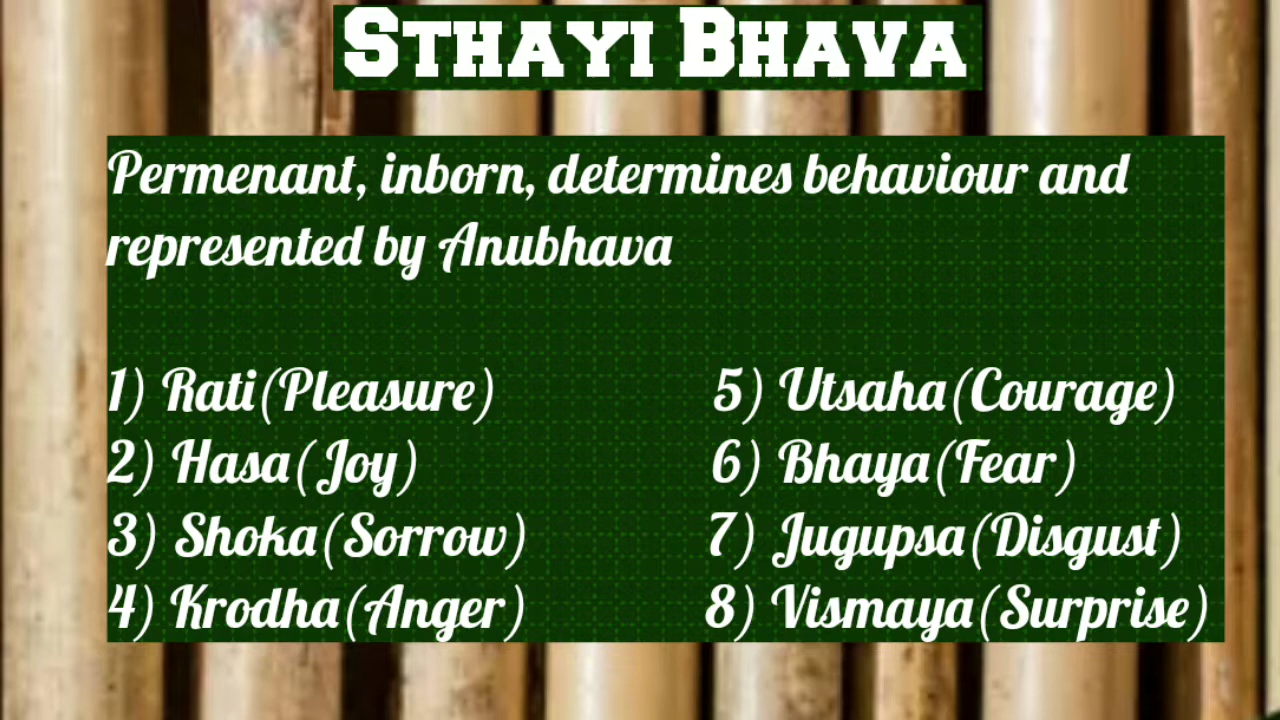 STHAYI BHAVA
Permenant, inborn, determines behaviour and
represented by Anubhava
1) Rati(Pleasure) 5) Utsaha(Courage)
2) Hasa(Joy) 6) Bhaya(Fear)
3) Shoka(Sorrow) 7) Jugupsa(Disgust)
4) Krodha(Anger) 8) Vismaya(Surprise)